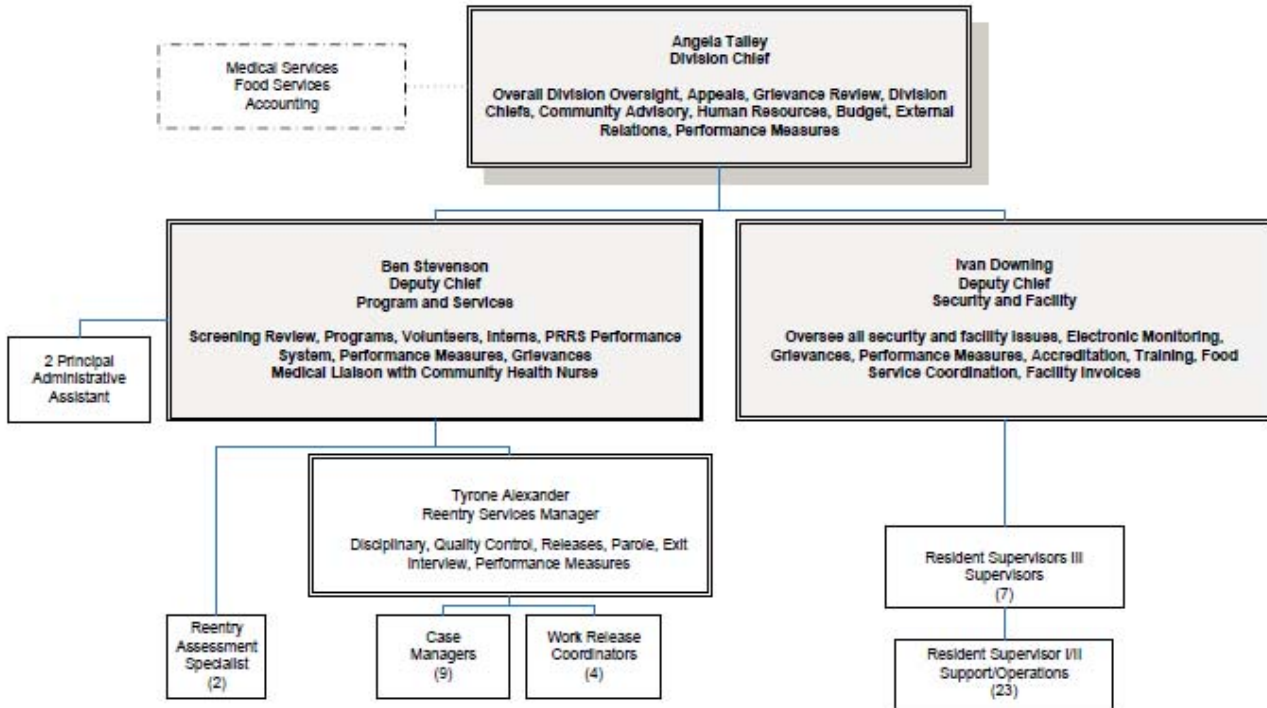 Angela Talley
Division Chief
Overall Division Oversight, Appeals, Grievance Review, Division
Chiefs, Community Advisory, Human Resources, Budget, External
Relations, Performance Measures
Medical Services
Food Services
Accounting
Ben Stevenson
Deputy Chief
Program and Services
Screening Review, Programs, Volunteers, Interns, PRRS Performance
System, Performance Measures, Grievances
Medical Liaison with Community Health Nurse
Ivan Downing
Deputy Chief
Security and Facility
Oversee all security and facility issues, Electronic Monitoring,
Grievances, Performance Measures, Accreditation, Training, Food
Service Coordination, Facility Invoices
2 Principal
Administrative
Assistant
Tyrone Alexander
Reentry Services Manager
Disciplinary, Quality Control, Releases, Parole, Exit
Interview, Performance Measures
Resident Supervisors III
Supervisors
(7)
Reentry
Assessment
Specialist
(2)
Case
Managers
(9)
Work Release
Coordinators
(4)
Resident Supervisor I/II
Support/Operations
(23)